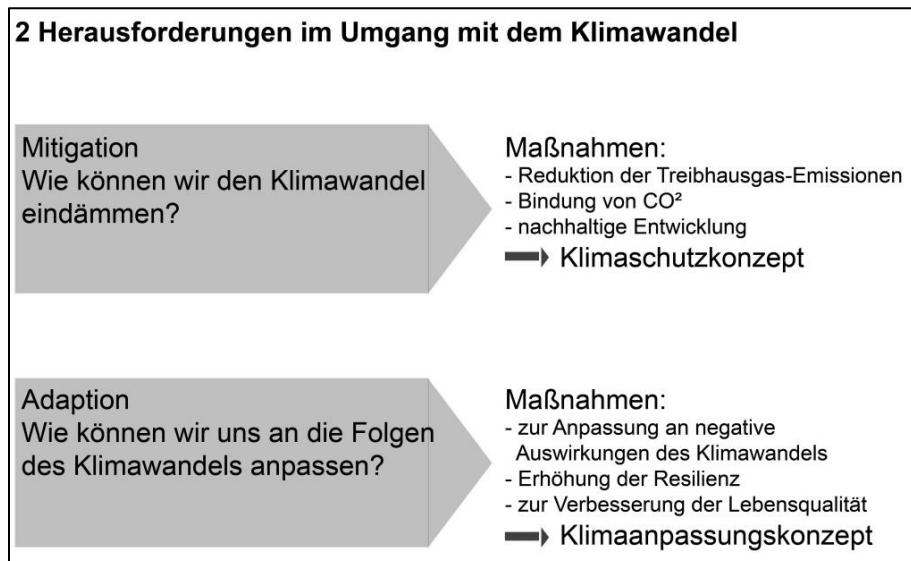 2 Herausforderungen im Umgang mit dem Klimawandel
Mitigation
Wie können wir den Klimawandel
eindämmen?
Maßnahmen:
- Reduktion der Treibhausgas-Emissionen
- Bindung von CO²
- nachhaltige Entwicklung
Klimaschutzkonzept
Adaption
Wie können wir uns an die Folgen
des Klimawandels anpassen?
Maßnahmen:
- zur Anpassung an negative
Auswirkungen des Klimawandels
- Erhöhung der Resilienz
- zur Verbesserung der Lebensqualität
Klimaanpassungskonzept